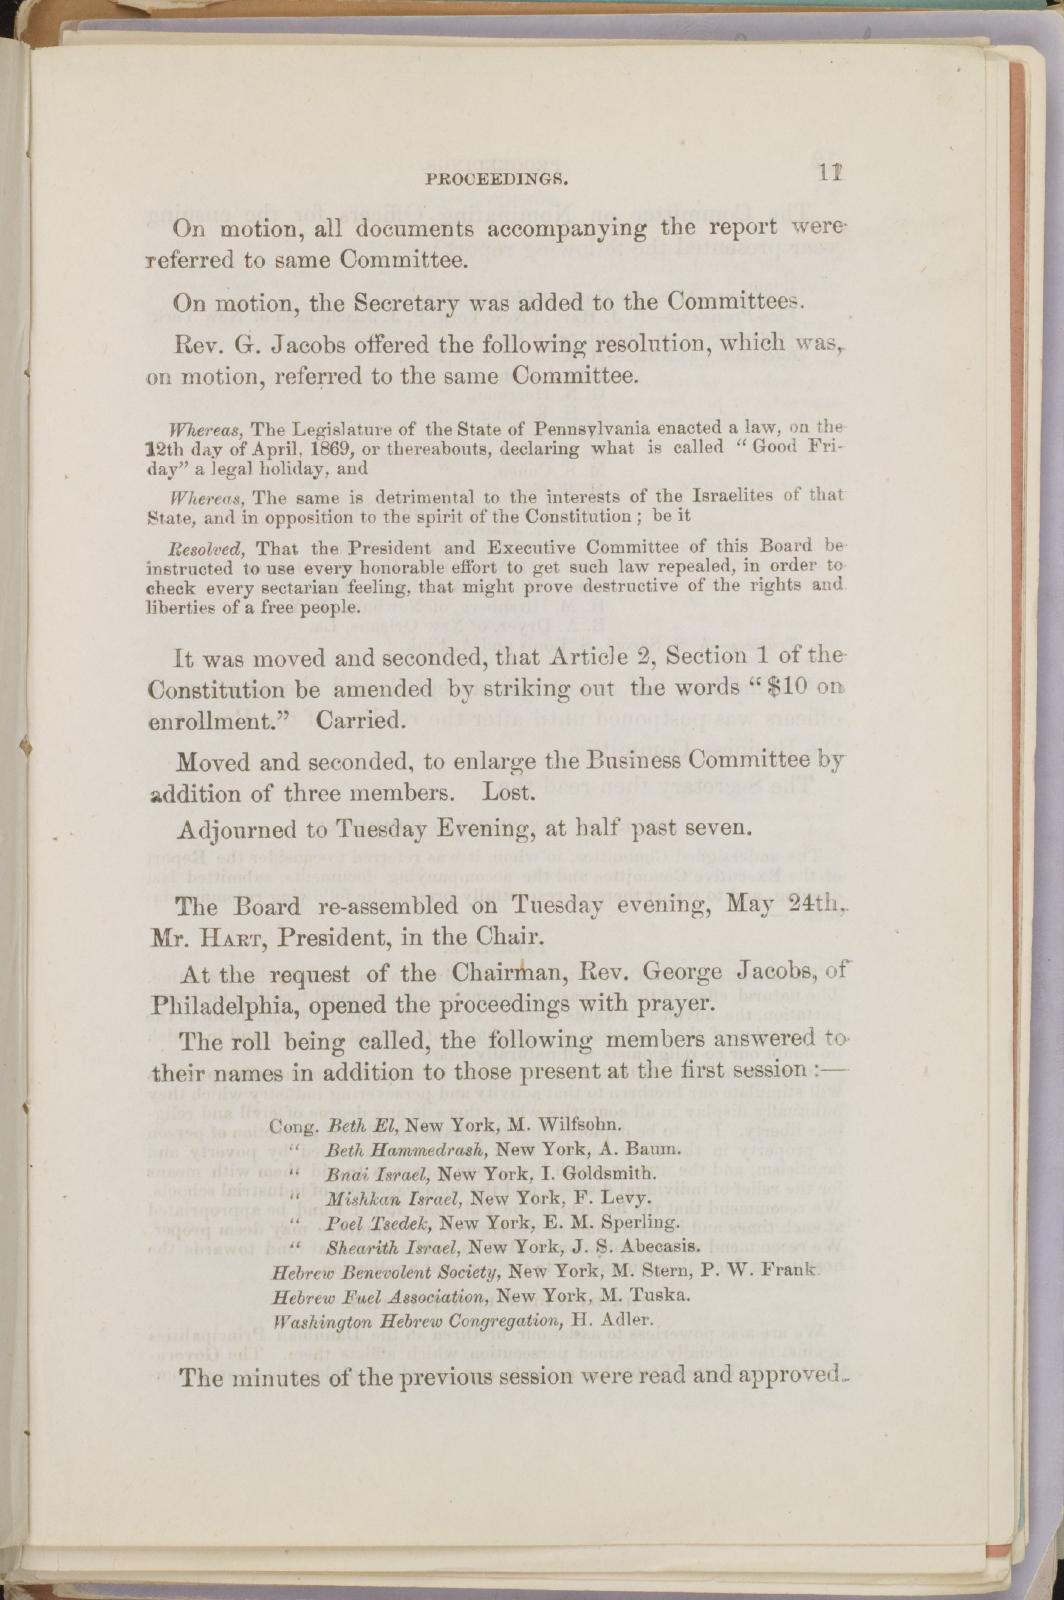 PROCEEDINGS. 11
On motion, all documents accompanying the report were
referred to same Committee.
On motion, the Secretary was added to the Committees.
Rev. G. Jacobs offered the following resolution, which was,
on motion, referred to the same Committee.
Whereas, The Legislature of the State of Pennsylvania enacted a law, on the
12th day of April, 1869, or thereabouts, declaring what is called “Good Fri-
day” a legal holiday, and
Whereas, The same is detrimental to the interests of the Israelites of that
State, and in opposition to the spirit of the Constitution; be it
Resolved, That the President and Executive Committee of this Board be
instructed to use every honorable effort to get such law repealed, in order to
check every sectarian feeling, that might prove destructive of the rights and
liberties of a free people.
It was moved and seconded, that Article 2, Section 1 of the
Constitution be amended by striking out the words “$10 on
enrollment.” Carried.
Moved and seconded, to enlarge the Business Committee by
addition of three members. Lost.
Adjourned to Tuesday Evening, at half past seven.
The Board re-assembled on Tuesday evening, May 24th,
Mr. HART, President, in the Chair.
At the request of the Chairman, Rev. George Jacobs, of
Philadelphia, opened the proceedings with prayer.
The roll being called, the following members answered to
their names in addition to those present at the first session :—
Cong. Beth El, New York, M. Wilfsohn.
“ Beth Hammedrash, New York, A. Baum.
“ Bnai Israel, New York, I. Goldsmith.
“ Mishkan Israel, New York, F. Levy.
“ Poel Tsedek, New York, E. M. Sperling.
“ Shearith Israel, New York, J. S. Abecasis.
Hebrew Benevolent Society, New York, M. Stern, P. W. Frank.
Hebrew Fuel Association, New York, M. Tuska.
Washington Hebrew Congregation, H. Adler.
The minutes of the previous session were read and approved.